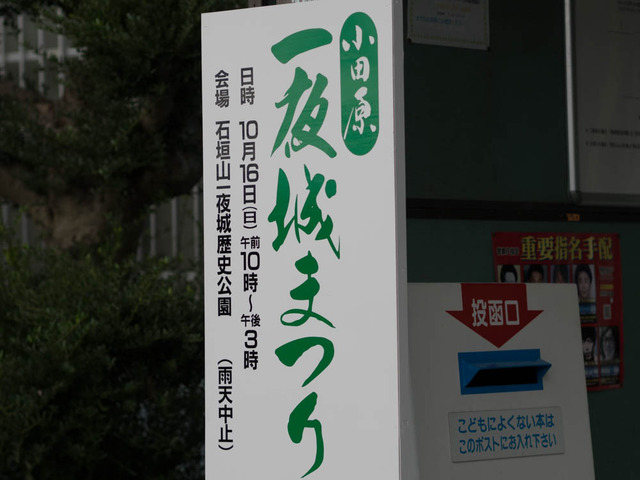 小田原
一夜城まつり
日時 10月16日(日)午前10時～午後3時
会場 石垣山一夜城歴史公園 (雨天中止)
重要指名手配
投函口
こどもによくない本は
このポストにお入れ下さい